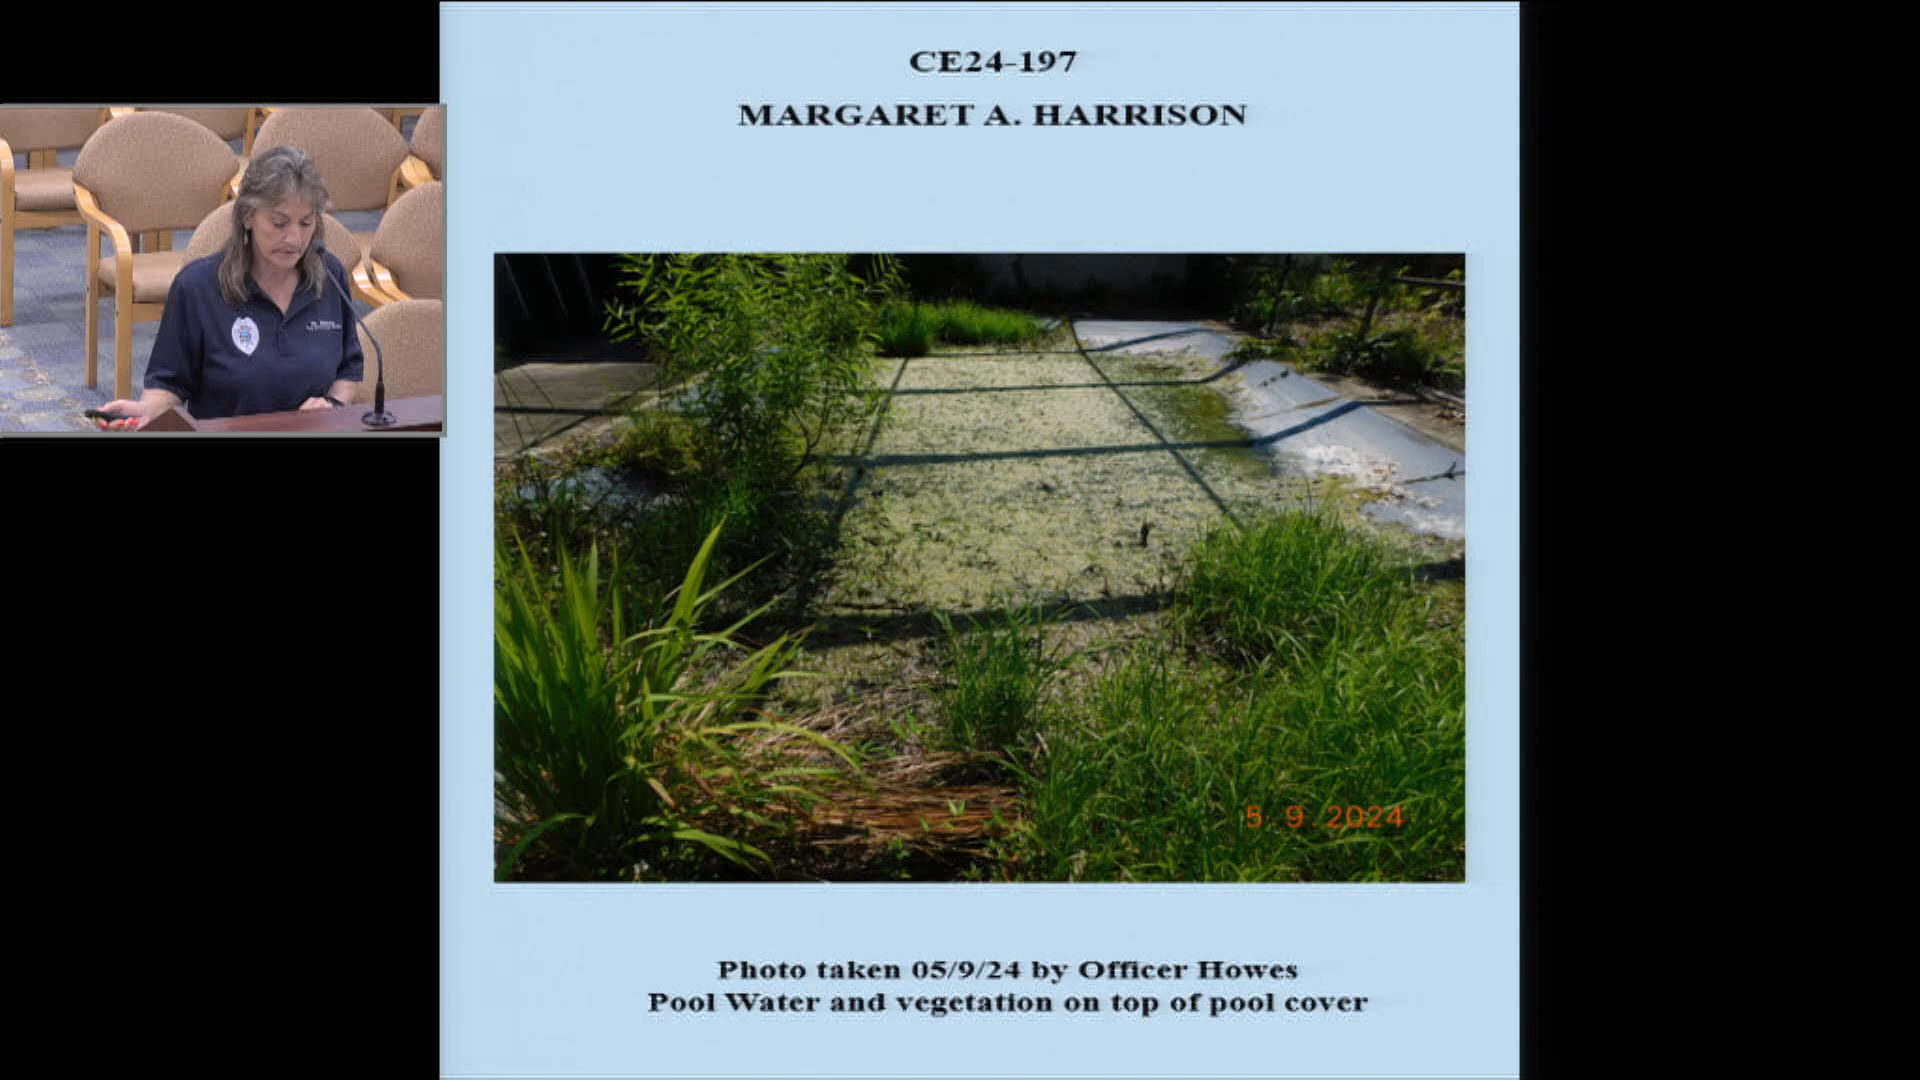 CE24-197
MARGARET A. HARRISON
5. 9. 2024
Photo taken 05/9/24 by Officer Howes
Pool Water and vegetation on top of pool cover